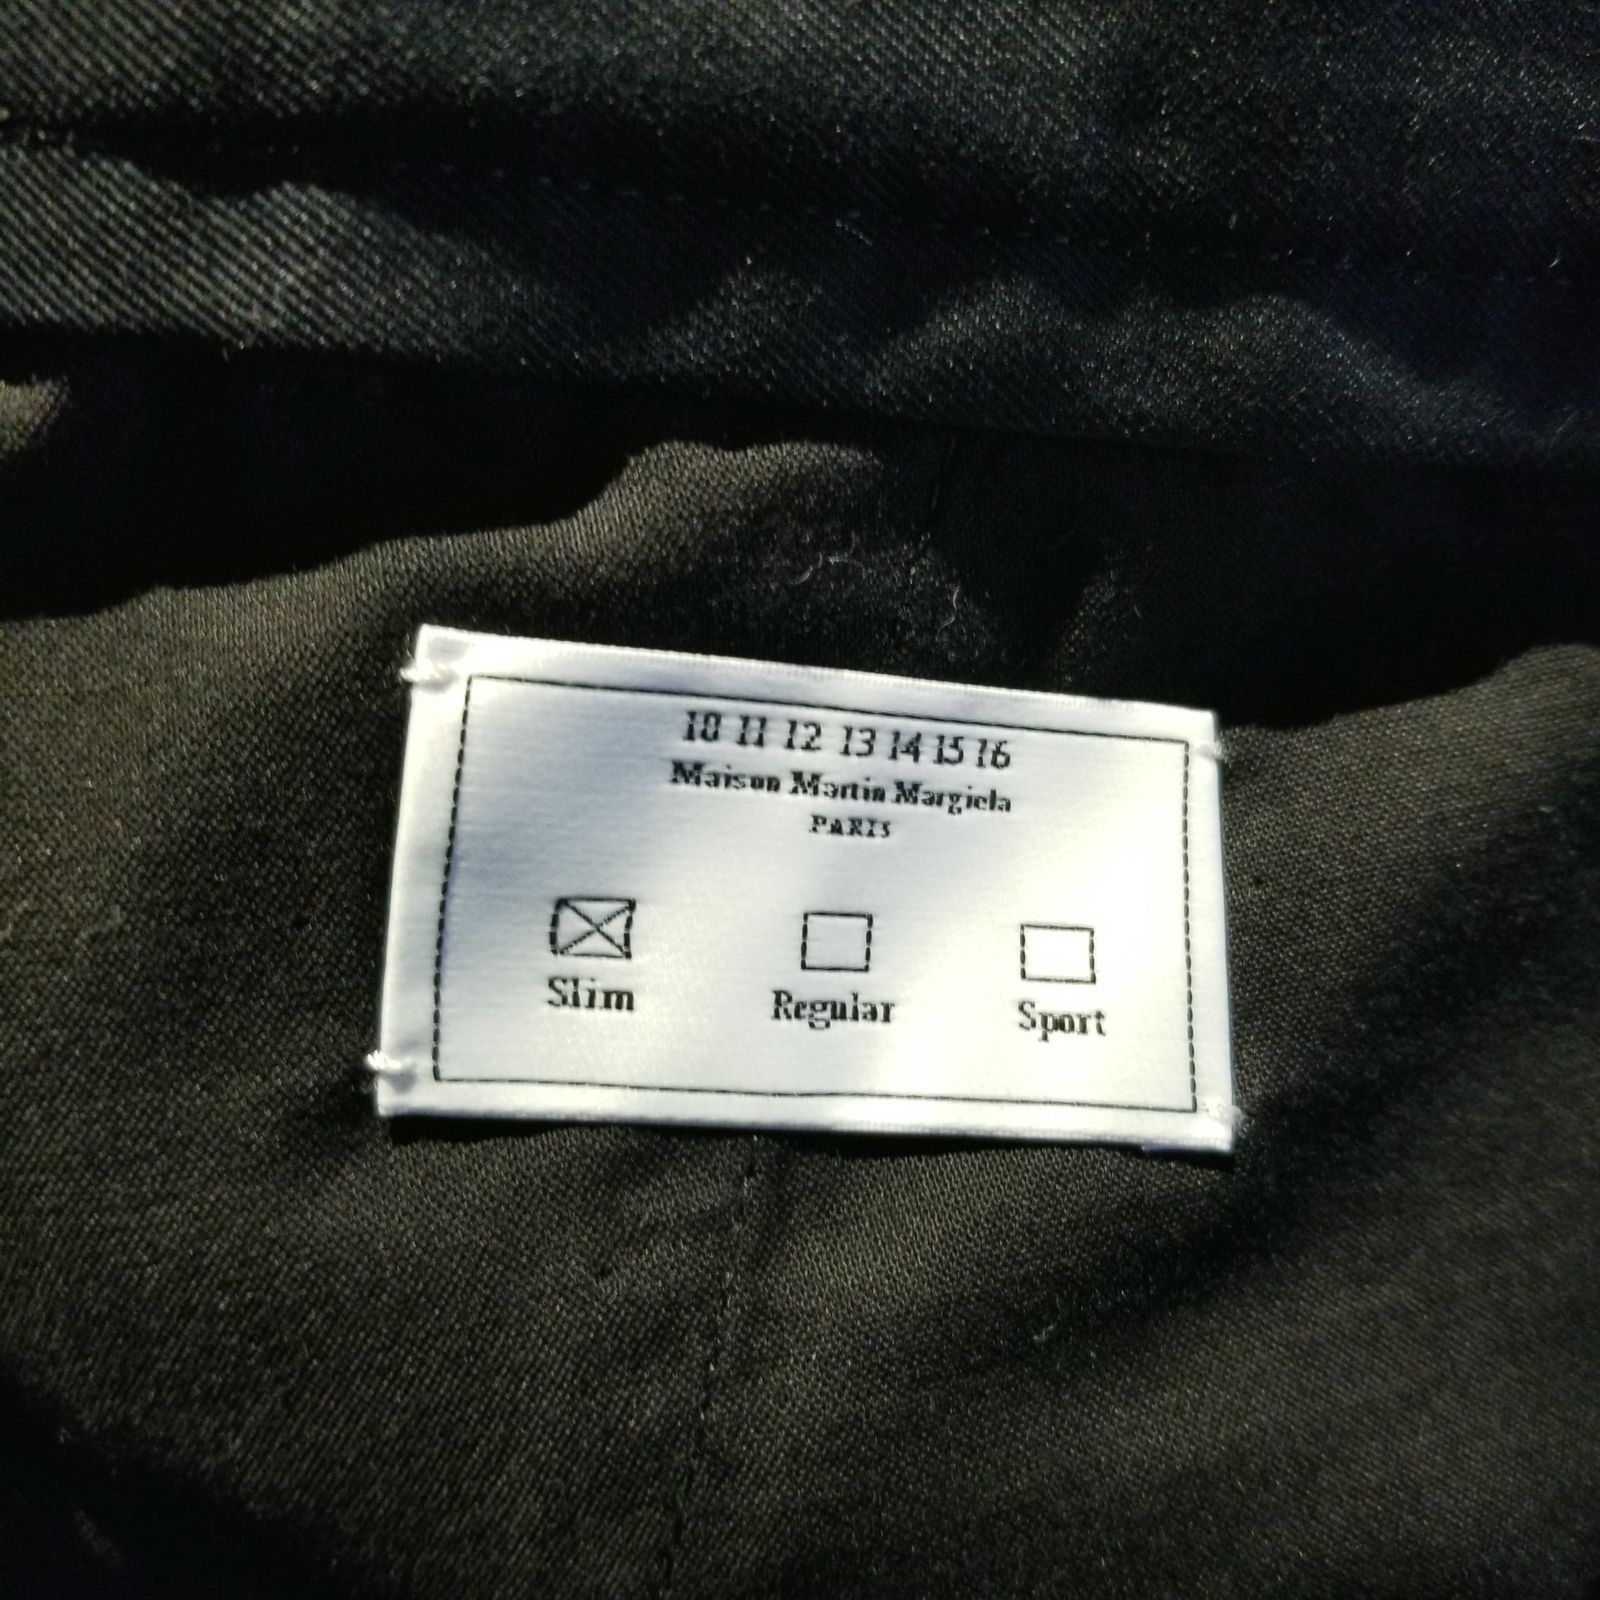 10 11 12 13 14 15 16
Maison Martin Margiela
PARIS
Slim Regular Sport